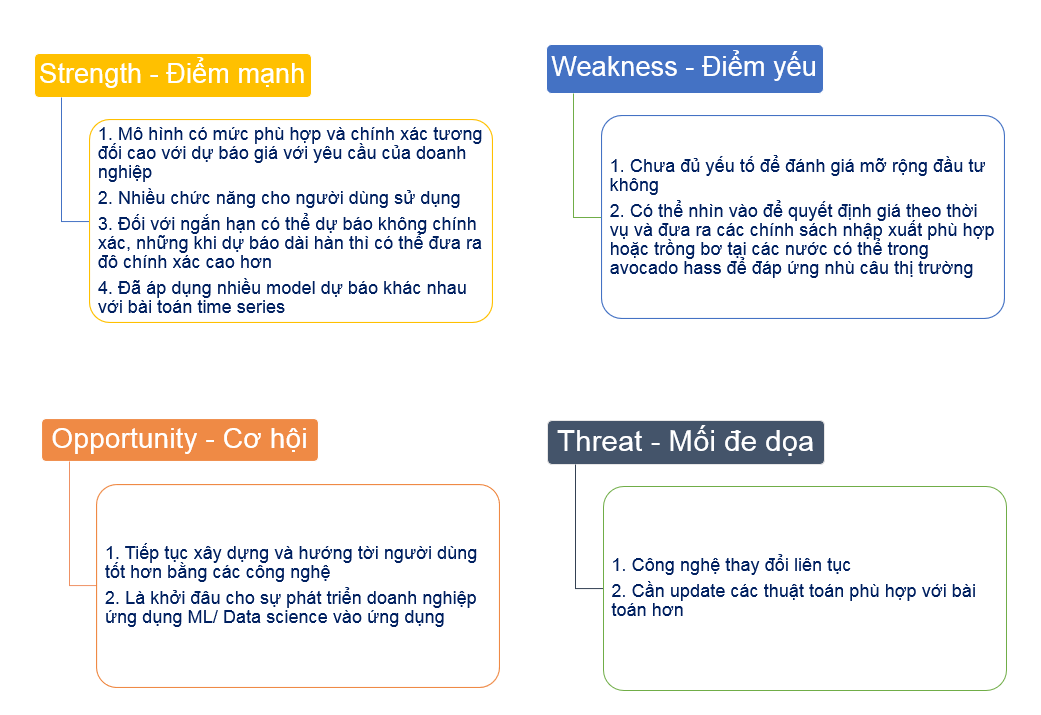 Strength - Điểm mạnh
1. Mô hình có mức phù hợp và chính xác tương
đối cao với dự báo giá với yêu cầu của doanh
nghiệp
2. Nhiều chức năng cho người dùng sử dụng
3. Đối với ngắn hạn có thể dự báo không chính
xác, những khi dự báo dài hàn thì có thể đưa ra
đô chính xác cao hơn
4. Đã áp dụng nhiều model dự báo khác nhau
với bài toán time series
Weakness - Điểm yếu
1. Chưa đủ yếu tố để đánh giá mỡ rộng đầu tư
không
2. Có thể nhìn vào để quyết định giá theo thời
vụ và đưa ra các chính sách nhập xuất phù hợp
hoặc trồng bơ tại các nước có thể trong
avocado hass để đáp ứng nhù câu thị trường
Opportunity - Cơ hội
1. Tiếp tục xây dựng và hướng tời người dùng
tốt hơn bằng các công nghệ
2. Là khởi đâu cho sự phát triển doanh nghiệp
ứng dụng ML/ Data science vào ứng dụng
Threat - Mối đe dọa
1. Công nghệ thay đổi liên tục
2. Cần update các thuật toán phù hợp với bài
toán hơn